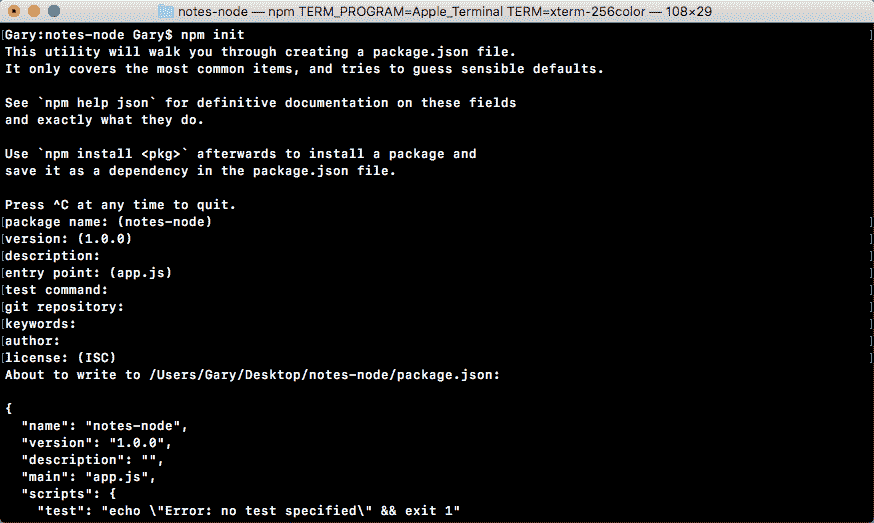 notes-node — npm TERM_PROGRAM=Apple_Terminal TERM=xterm-256color — 108×29
[Gary:notes-node Gary$ npm init ]
This utility will walk you through creating a package.json file.
It only covers the most common items, and tries to guess sensible defaults.
See `npm help json` for definitive documentation on these fields
and exactly what they do.
Use `npm install <pkg>` afterwards to install a package and
save it as a dependency in the package.json file.
Press ^C at any time to quit.
[package name: (notes-node) ]
[version: (1.0.0) ]
[description: ]
[entry point: (app.js) ]
[test command: ]
[git repository: ]
[keywords: ]
[author: ]
[license: (ISC) ]
About to write to /Users/Gary/Desktop/notes-node/package.json:
{
  "name": "notes-node",
  "version": "1.0.0",
  "description": "",
  "main": "app.js",
  "scripts": {
    "test": "echo \"Error: no test specified\" && exit 1"